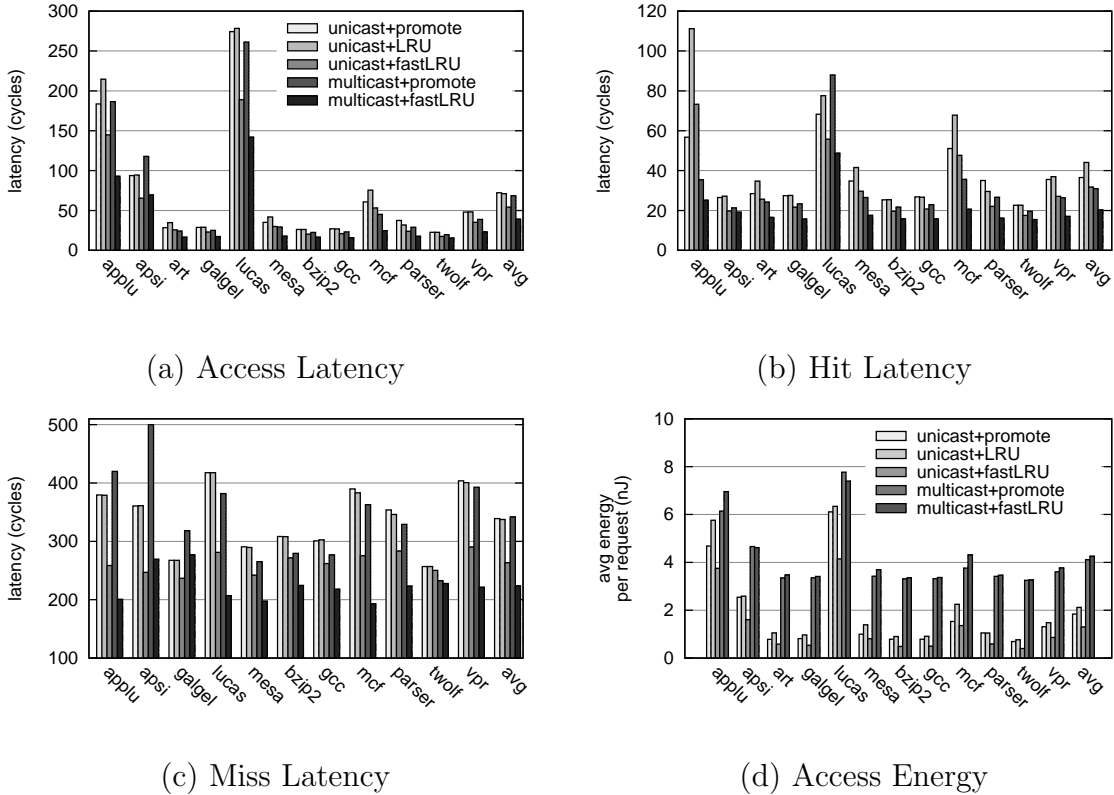 300
250
200
150
100
50
0
latency (cycles)
unicast+promote
unicast+LRU
unicast+fastLRU
multicast+promote
multicast+fastLRU
applu
apsi
art
galgel
lucas
mesa
bzip2
gcc
mcf
parser
twolf
vpr
avg
(a) Access Latency
120
100
80
60
40
20
0
latency (cycles)
applu
apsi
art
galgel
lucas
mesa
bzip2
gcc
mcf
parser
twolf
vpr
avg
(b) Hit Latency
500
400
300
200
100
latency (cycles)
applu
apsi
galgel
lucas
mesa
bzip2
gcc
mcf
parser
twolf
vpr
avg
(c) Miss Latency
10
8
6
4
2
0
avg energy
per request (nJ)
unicast+promote
unicast+LRU
unicast+fastLRU
multicast+promote
multicast+fastLRU
applu
apsi
art
galgel
lucas
mesa
bzip2
gcc
mcf
parser
twolf
vpr
avg
(d) Access Energy